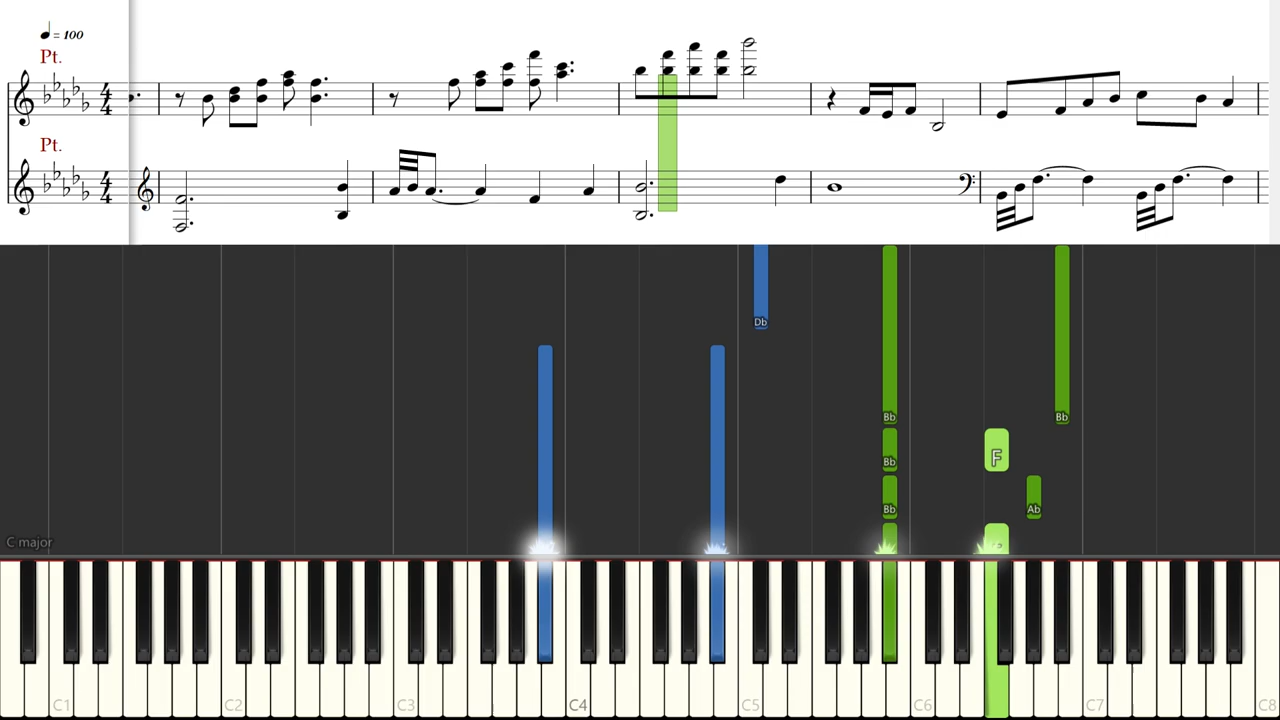 ♩ = 100
Pt.
4 4
Pt.
4 4
Db
Bb
Bb
F
Bb
Ab
Bb
C major
C1 C2 C3 C4 C5 C6 C7 C8